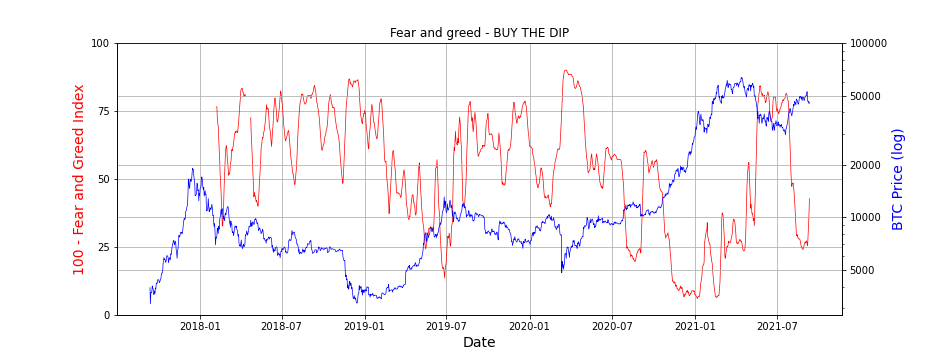 Fear and greed - BUY THE DIP
100 - Fear and Greed Index
100
75
50
25
0
100000
50000
20000
10000
5000
BTC Price (log)
2018-01 2018-07 2019-01 2019-07 2020-01 2020-07 2021-01 2021-07
Date